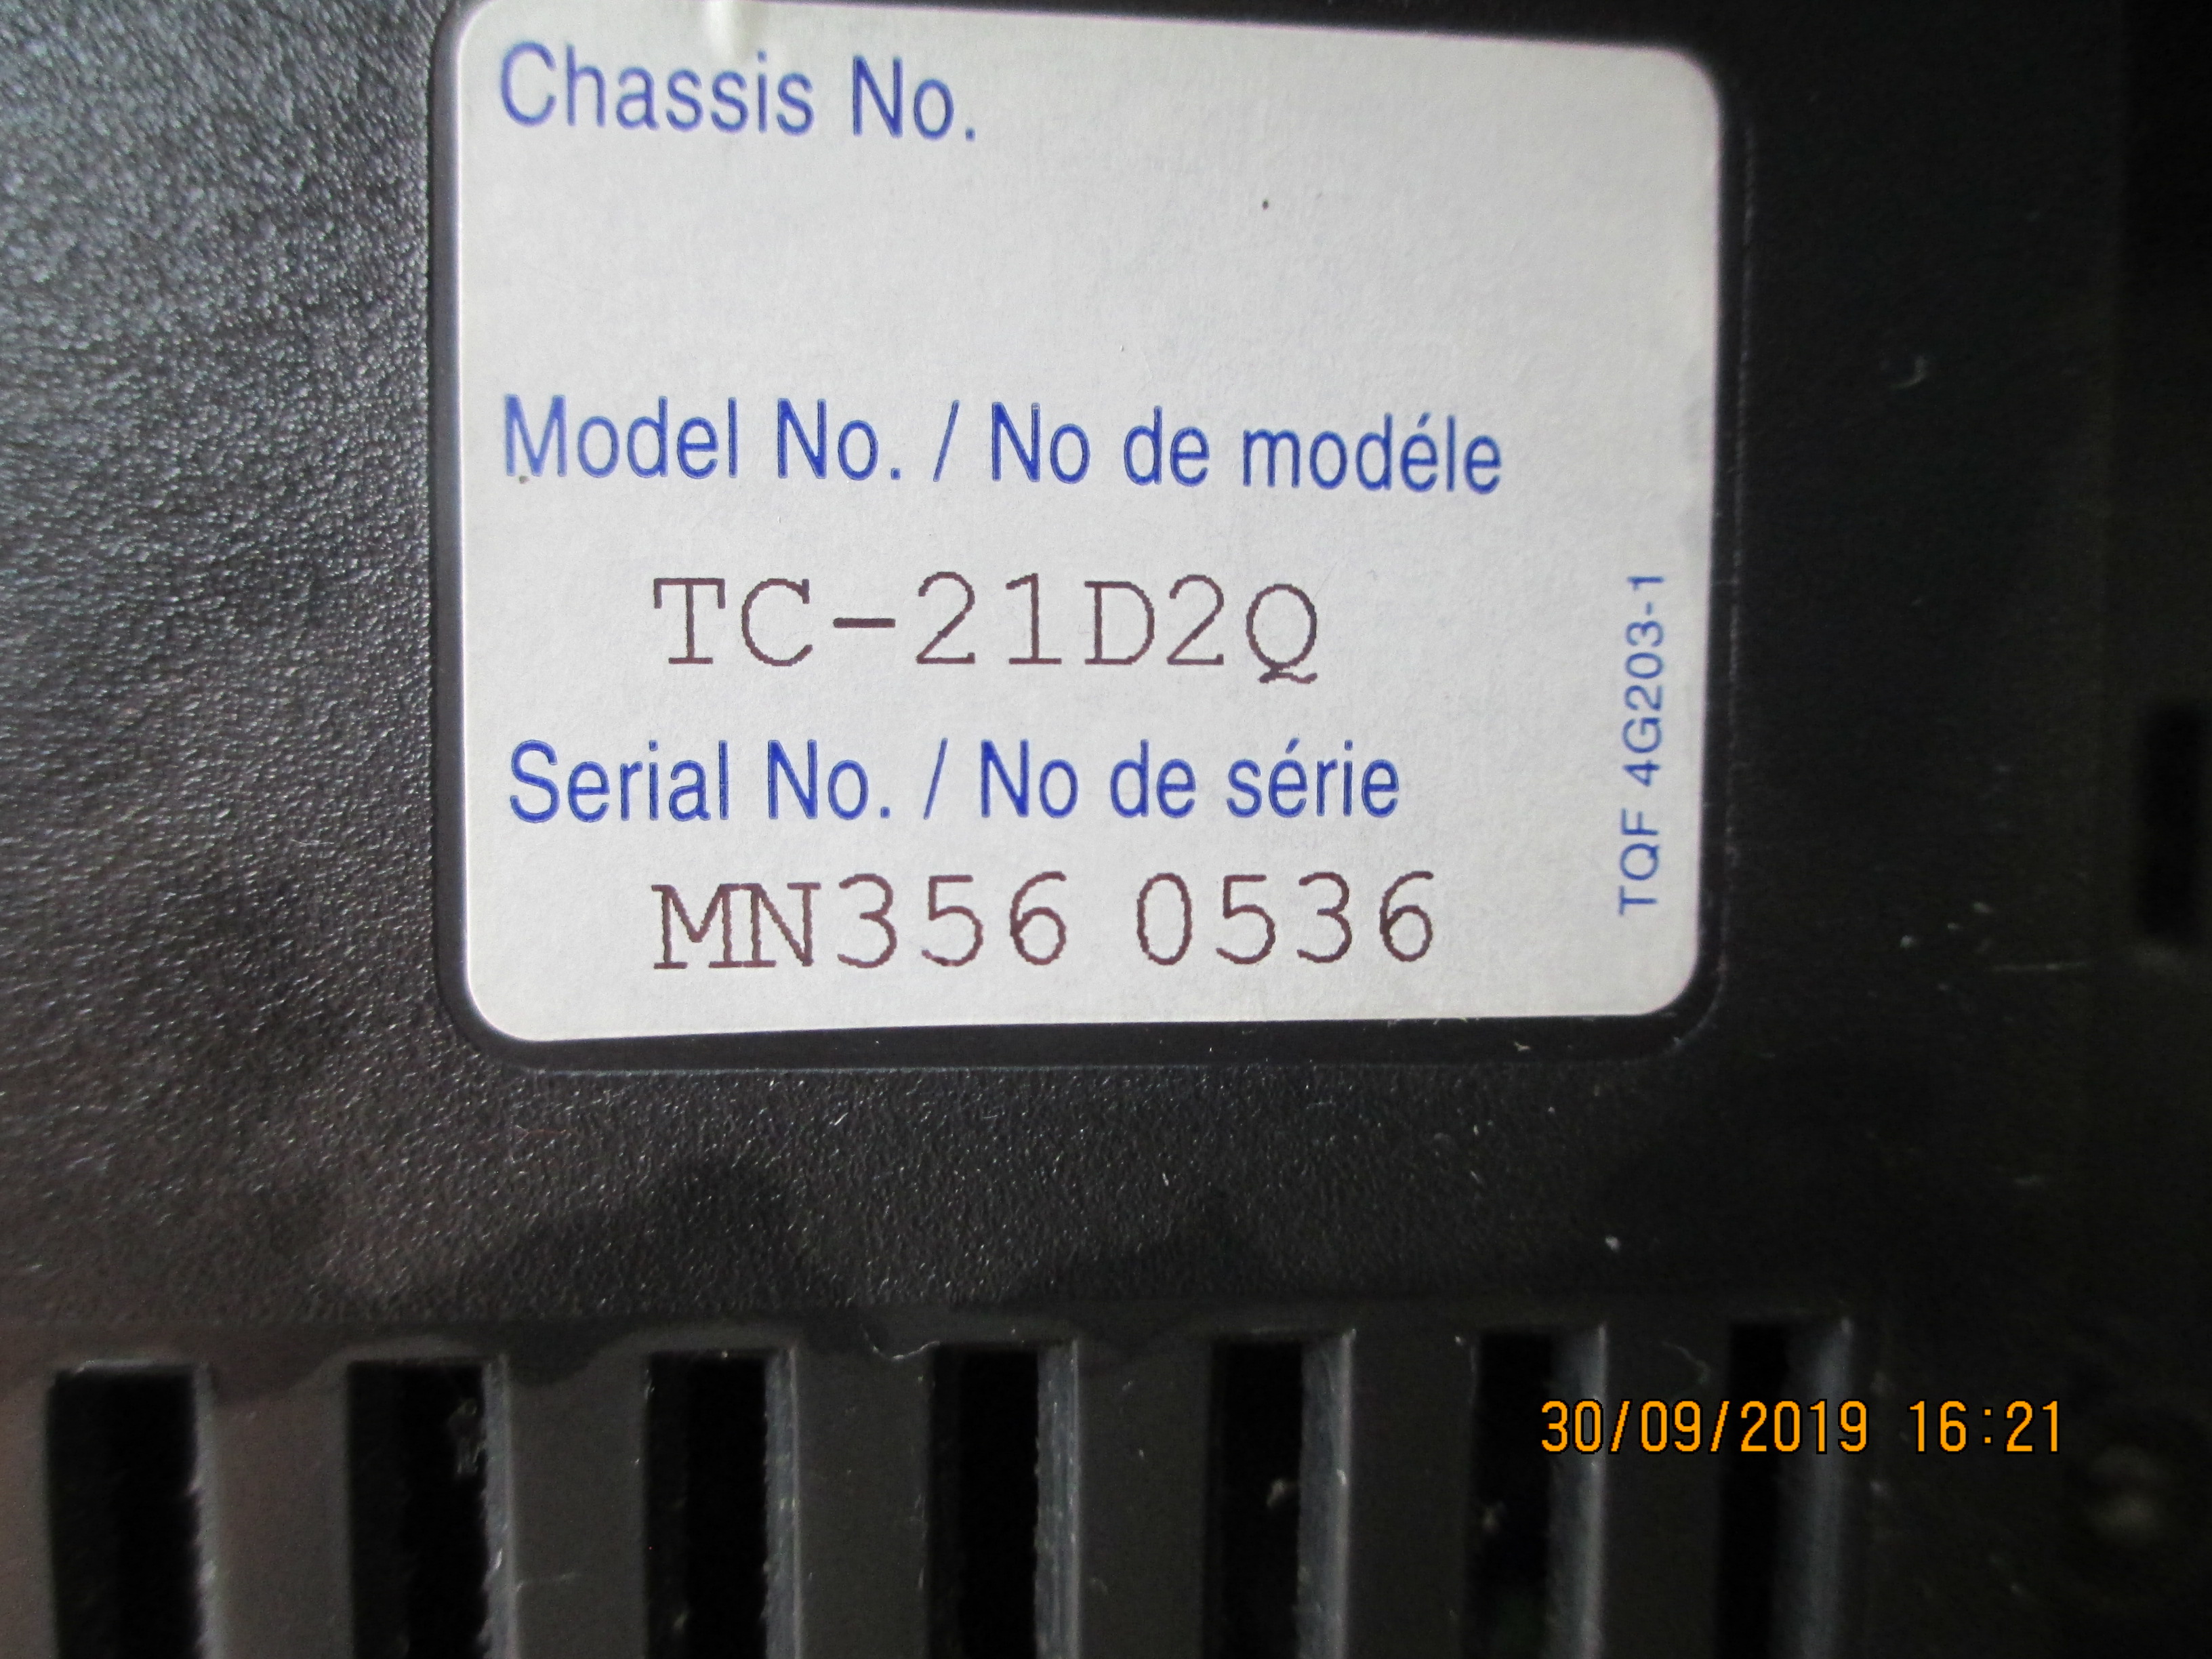 Chassis No.
Model No. / No de modéle
TC-21D2Q
Serial No. / No de série
MN356 0536
TQF 4G203-1
30/09/2019 16:21